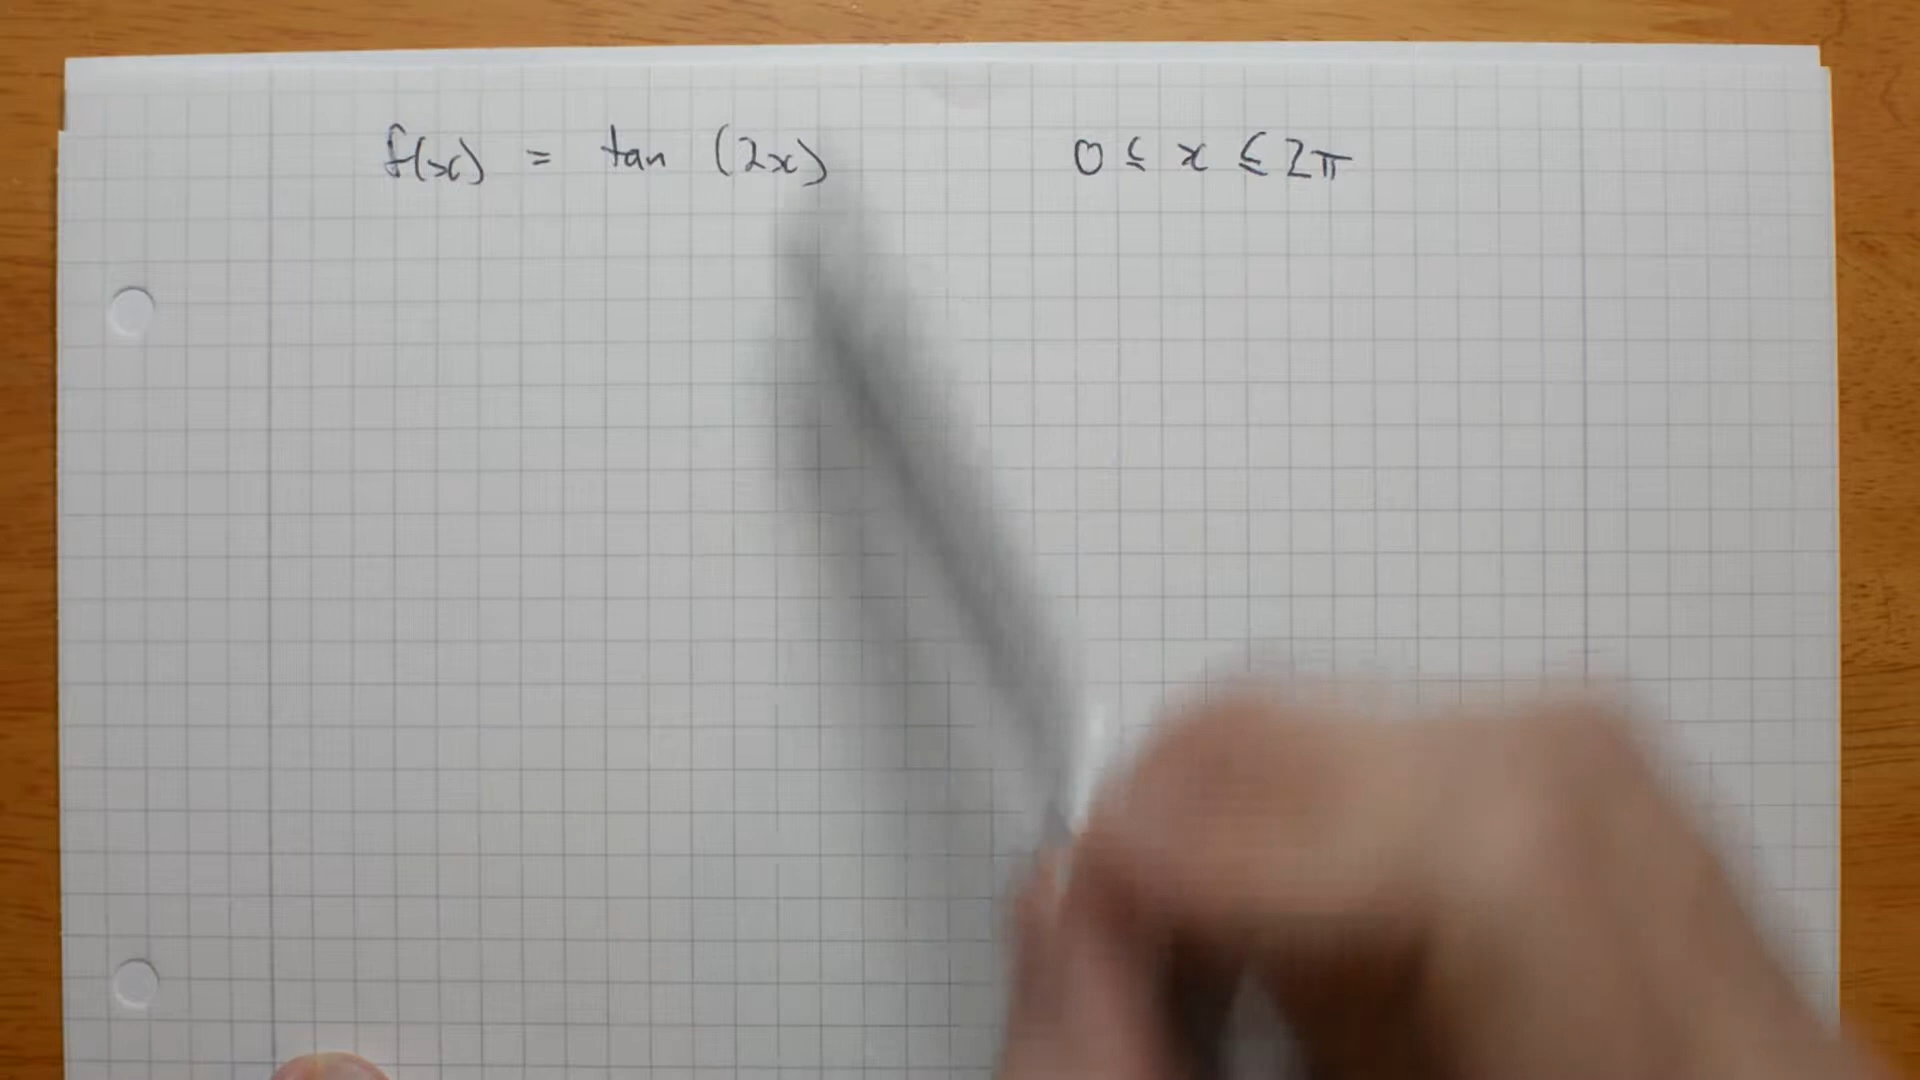 f(x) = tan (2x) 0 ≤ x ≤ 2π